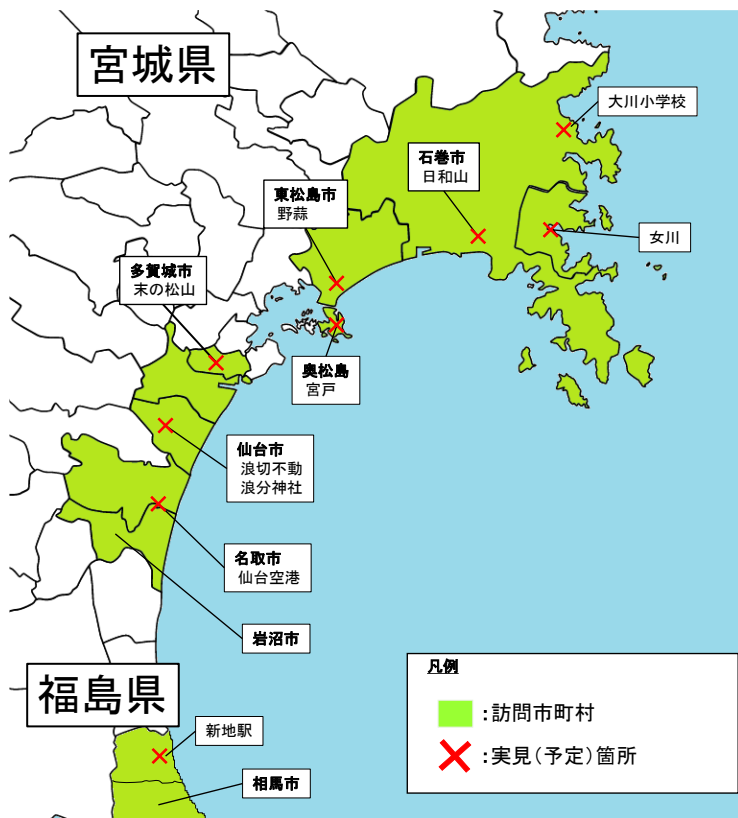 宮城県
大川小学校
石巻市
日和山
東松島市
野蒜
女川
多賀城市
末の松山
奥松島
宮戸
仙台市
浪切不動
浪分神社
名取市
仙台空港
岩沼市
福島県
新地駅
相馬市
凡例
:訪問市町村
:実見(予定)箇所